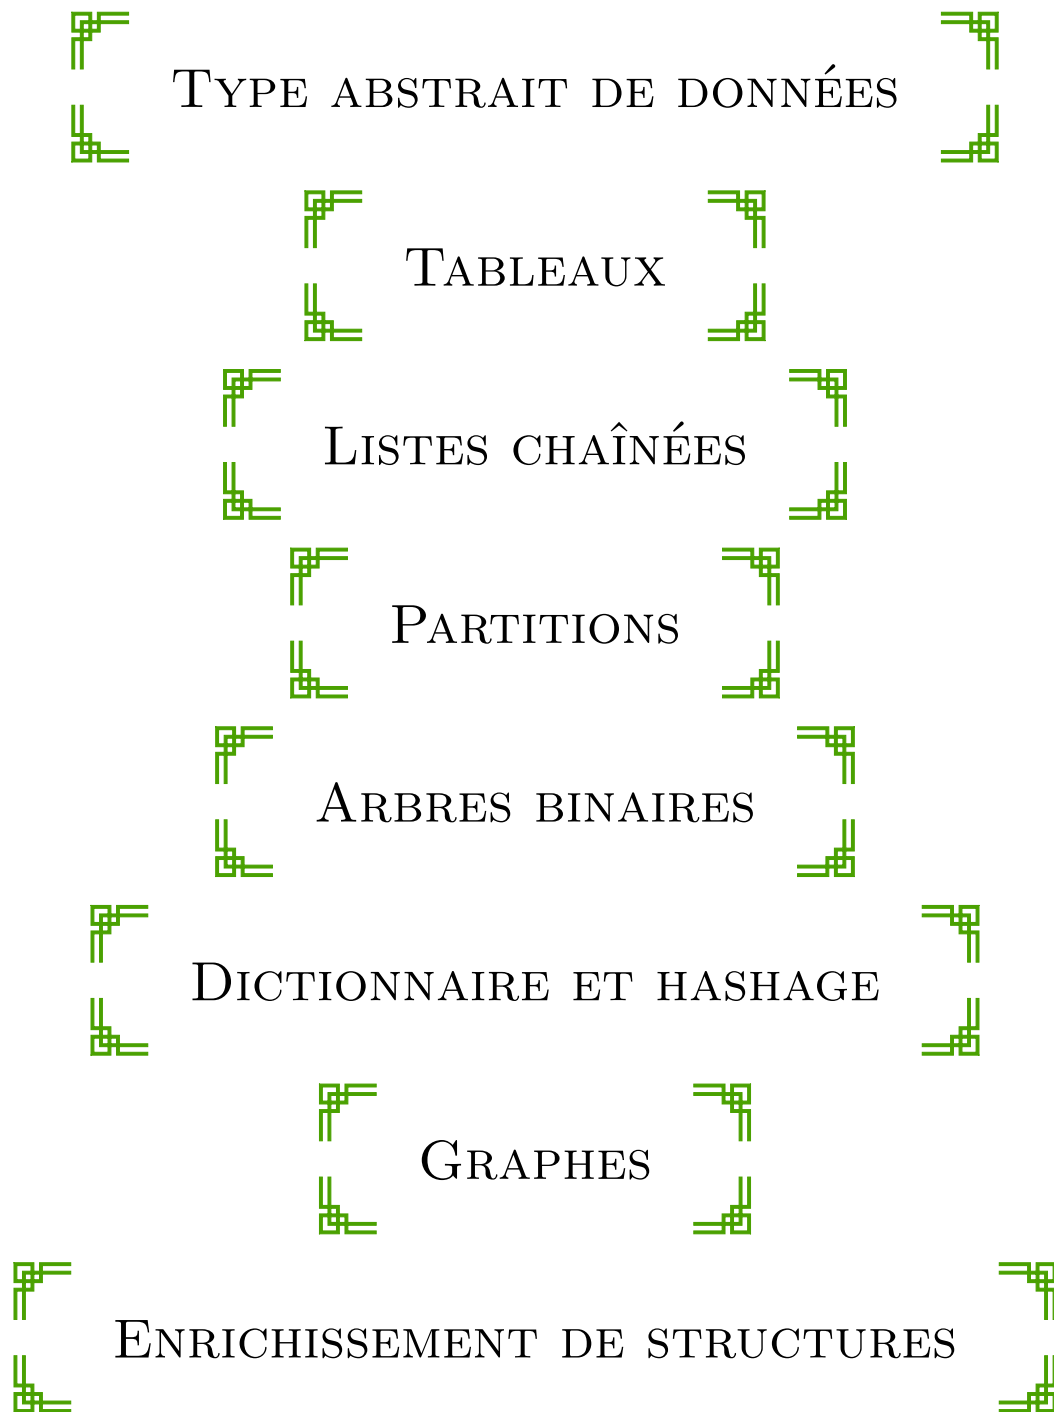 Type abstrait de données
Tableaux
Listes chaînées
Partitions
Arbres binaires
Dictionnaire et hashage
Graphes
Enrichissement de structures